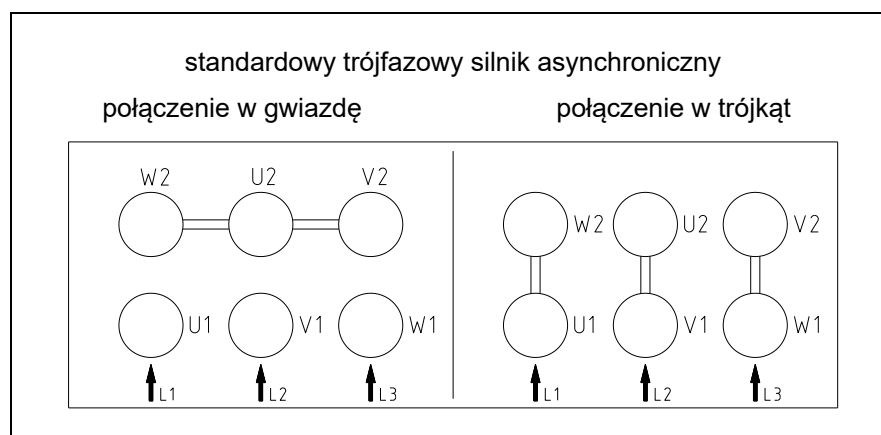 standardowy trójfazowy silnik asynchroniczny
połączenie w gwiazdę
połączenie w trójkąt
W2 U2 V2
U1 V1 W1
L1 L2 L3
W2 U2 V2
U1 V1 W1
L1 L2 L3